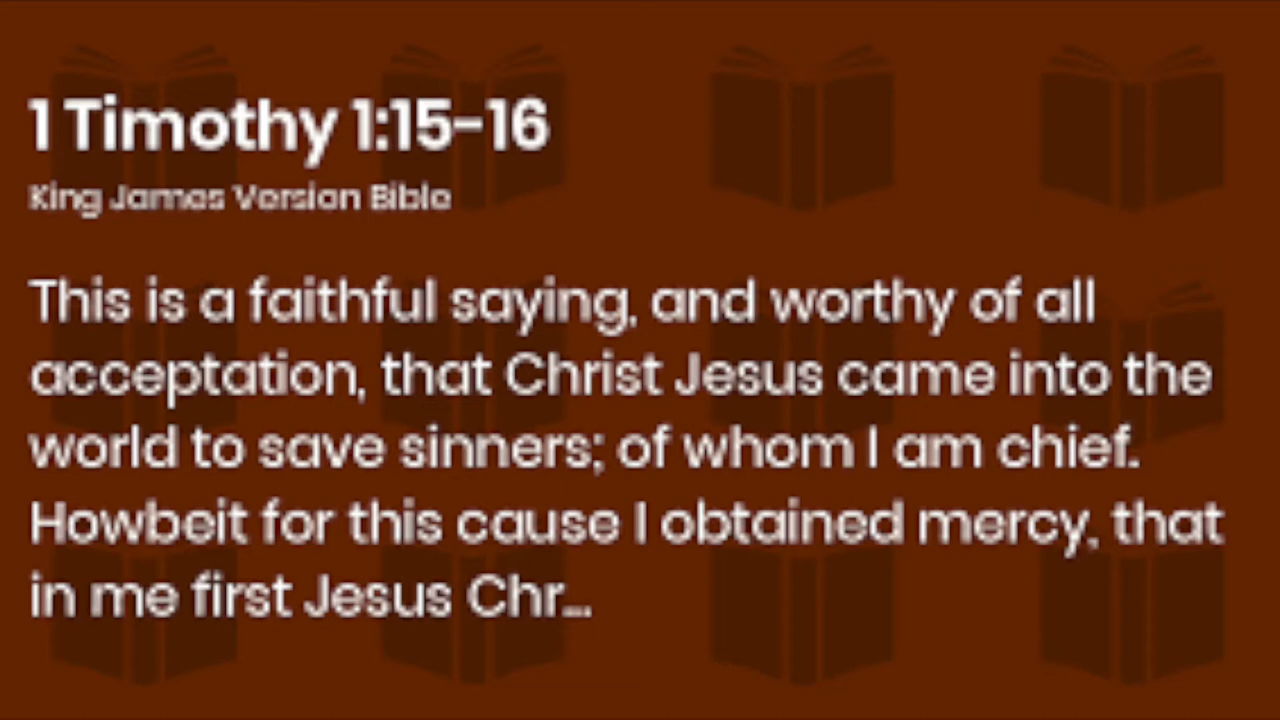 1 Timothy 1:15-16
King James Version Bible
This is a faithful saying, and worthy of all
acceptation, that Christ Jesus came into the
world to save sinners; of whom I am chief.
Howbeit for this cause I obtained mercy, that
in me first Jesus Chr...